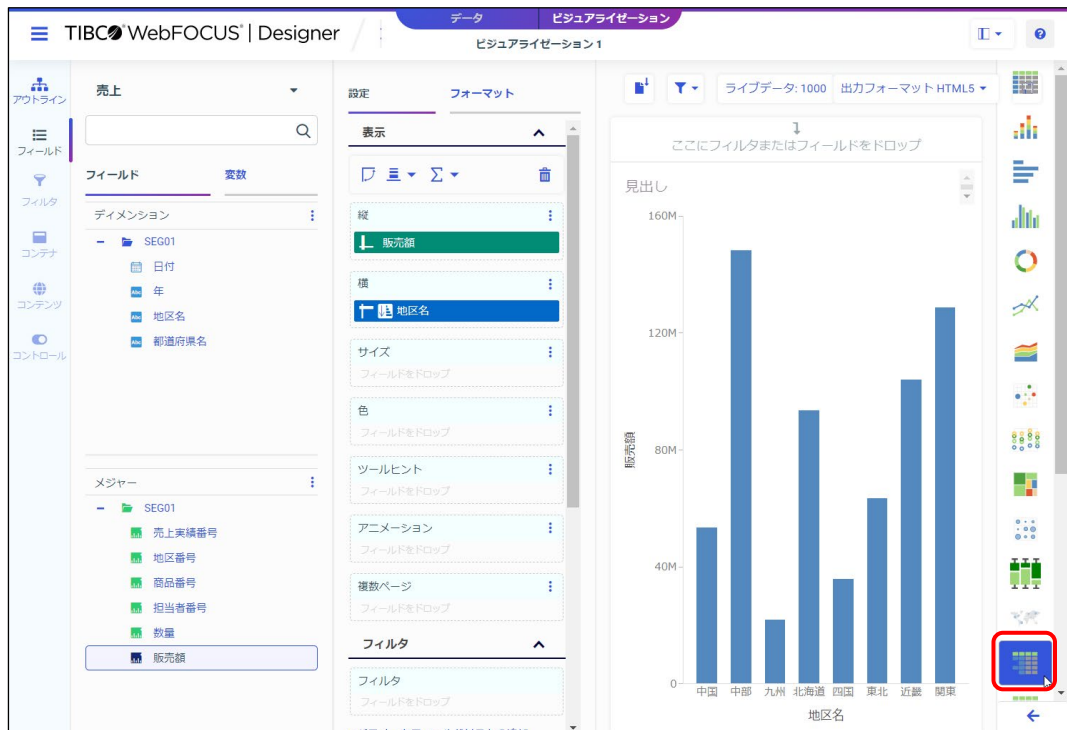 データ
ビジュアライゼーション
TIBCO WebFOCUS® | Designer
ビジュアライゼーション 1
アウトライン
フィールド
フィルタ
コンテナ
コンテンツ
コントロール
売上
フィールド
変数
ディメンション
SEG01
日付
Abc 年
Abc 地区名
Abc 都道府県名
メジャー
SEG01
売上実績番号
地区番号
商品番号
担当者番号
数量
販売額
設定
フォーマット
表示
縦
販売額
横
地区名
サイズ
フィールドをドロップ
色
フィールドをドロップ
ツールヒント
フィールドをドロップ
アニメーション
フィールドをドロップ
複数ページ
フィールドをドロップ
フィルタ
フィルタ
フィールドをドロップ
ライブデータ: 1000
出力フォーマット HTML5
ここにフィルタまたはフィールドをドロップ
見出し
160M
120M
80M
40M
0
販売額
中国 中部 九州 北海道 四国 東北 近畿 関東
地区名